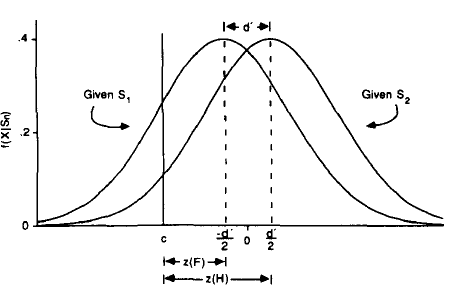 d′
.4
Given S1
Given S2
f(X|Sn)
.2
0
c
-d′/2
0
d′/2
z(F)
z(H)